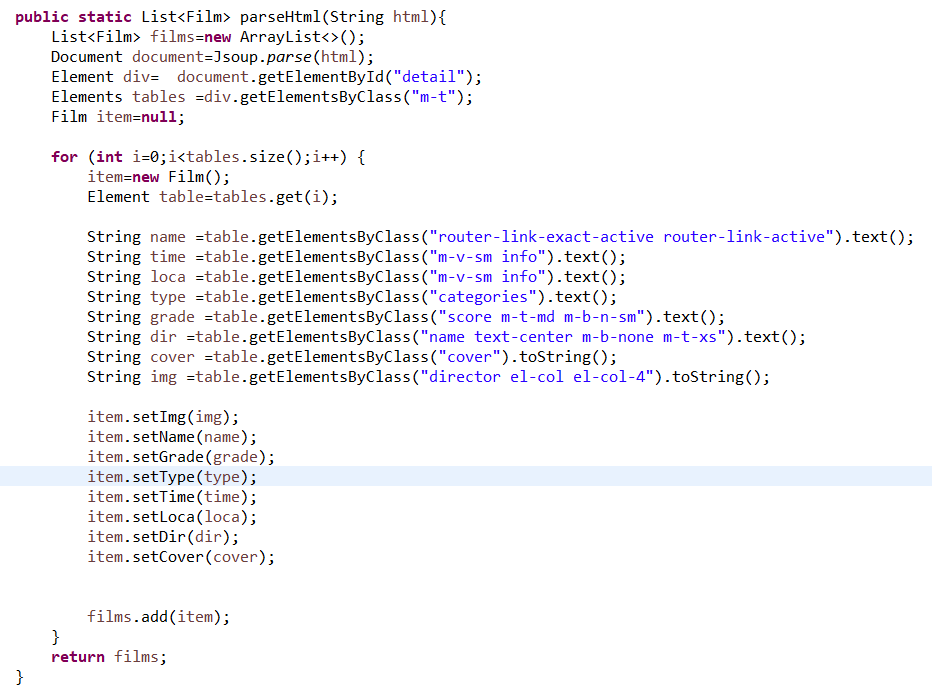 public static List<Film> parseHtml(String html){
List<Film> films=new ArrayList<>();
Document document=Jsoup.parse(html);
Element div=  document.getElementById("detail");
Elements tables =div.getElementsByClass("m-t");
Film item=null;
for (int i=0;i<tables.size();i++) {
item=new Film();
Element table=tables.get(i);
String name =table.getElementsByClass("router-link-exact-active router-link-active").text();
String time =table.getElementsByClass("m-v-sm info").text();
String loca =table.getElementsByClass("m-v-sm info").text();
String type =table.getElementsByClass("categories").text();
String grade =table.getElementsByClass("score m-t-md m-b-n-sm").text();
String dir =table.getElementsByClass("name text-center m-b-none m-t-xs").text();
String cover =table.getElementsByClass("cover").toString();
String img =table.getElementsByClass("director el-col el-col-4").toString();
item.setImg(img);
item.setName(name);
item.setGrade(grade);
item.setType(type);
item.setTime(time);
item.setLoca(loca);
item.setDir(dir);
item.setCover(cover);
films.add(item);
}
return films;
}